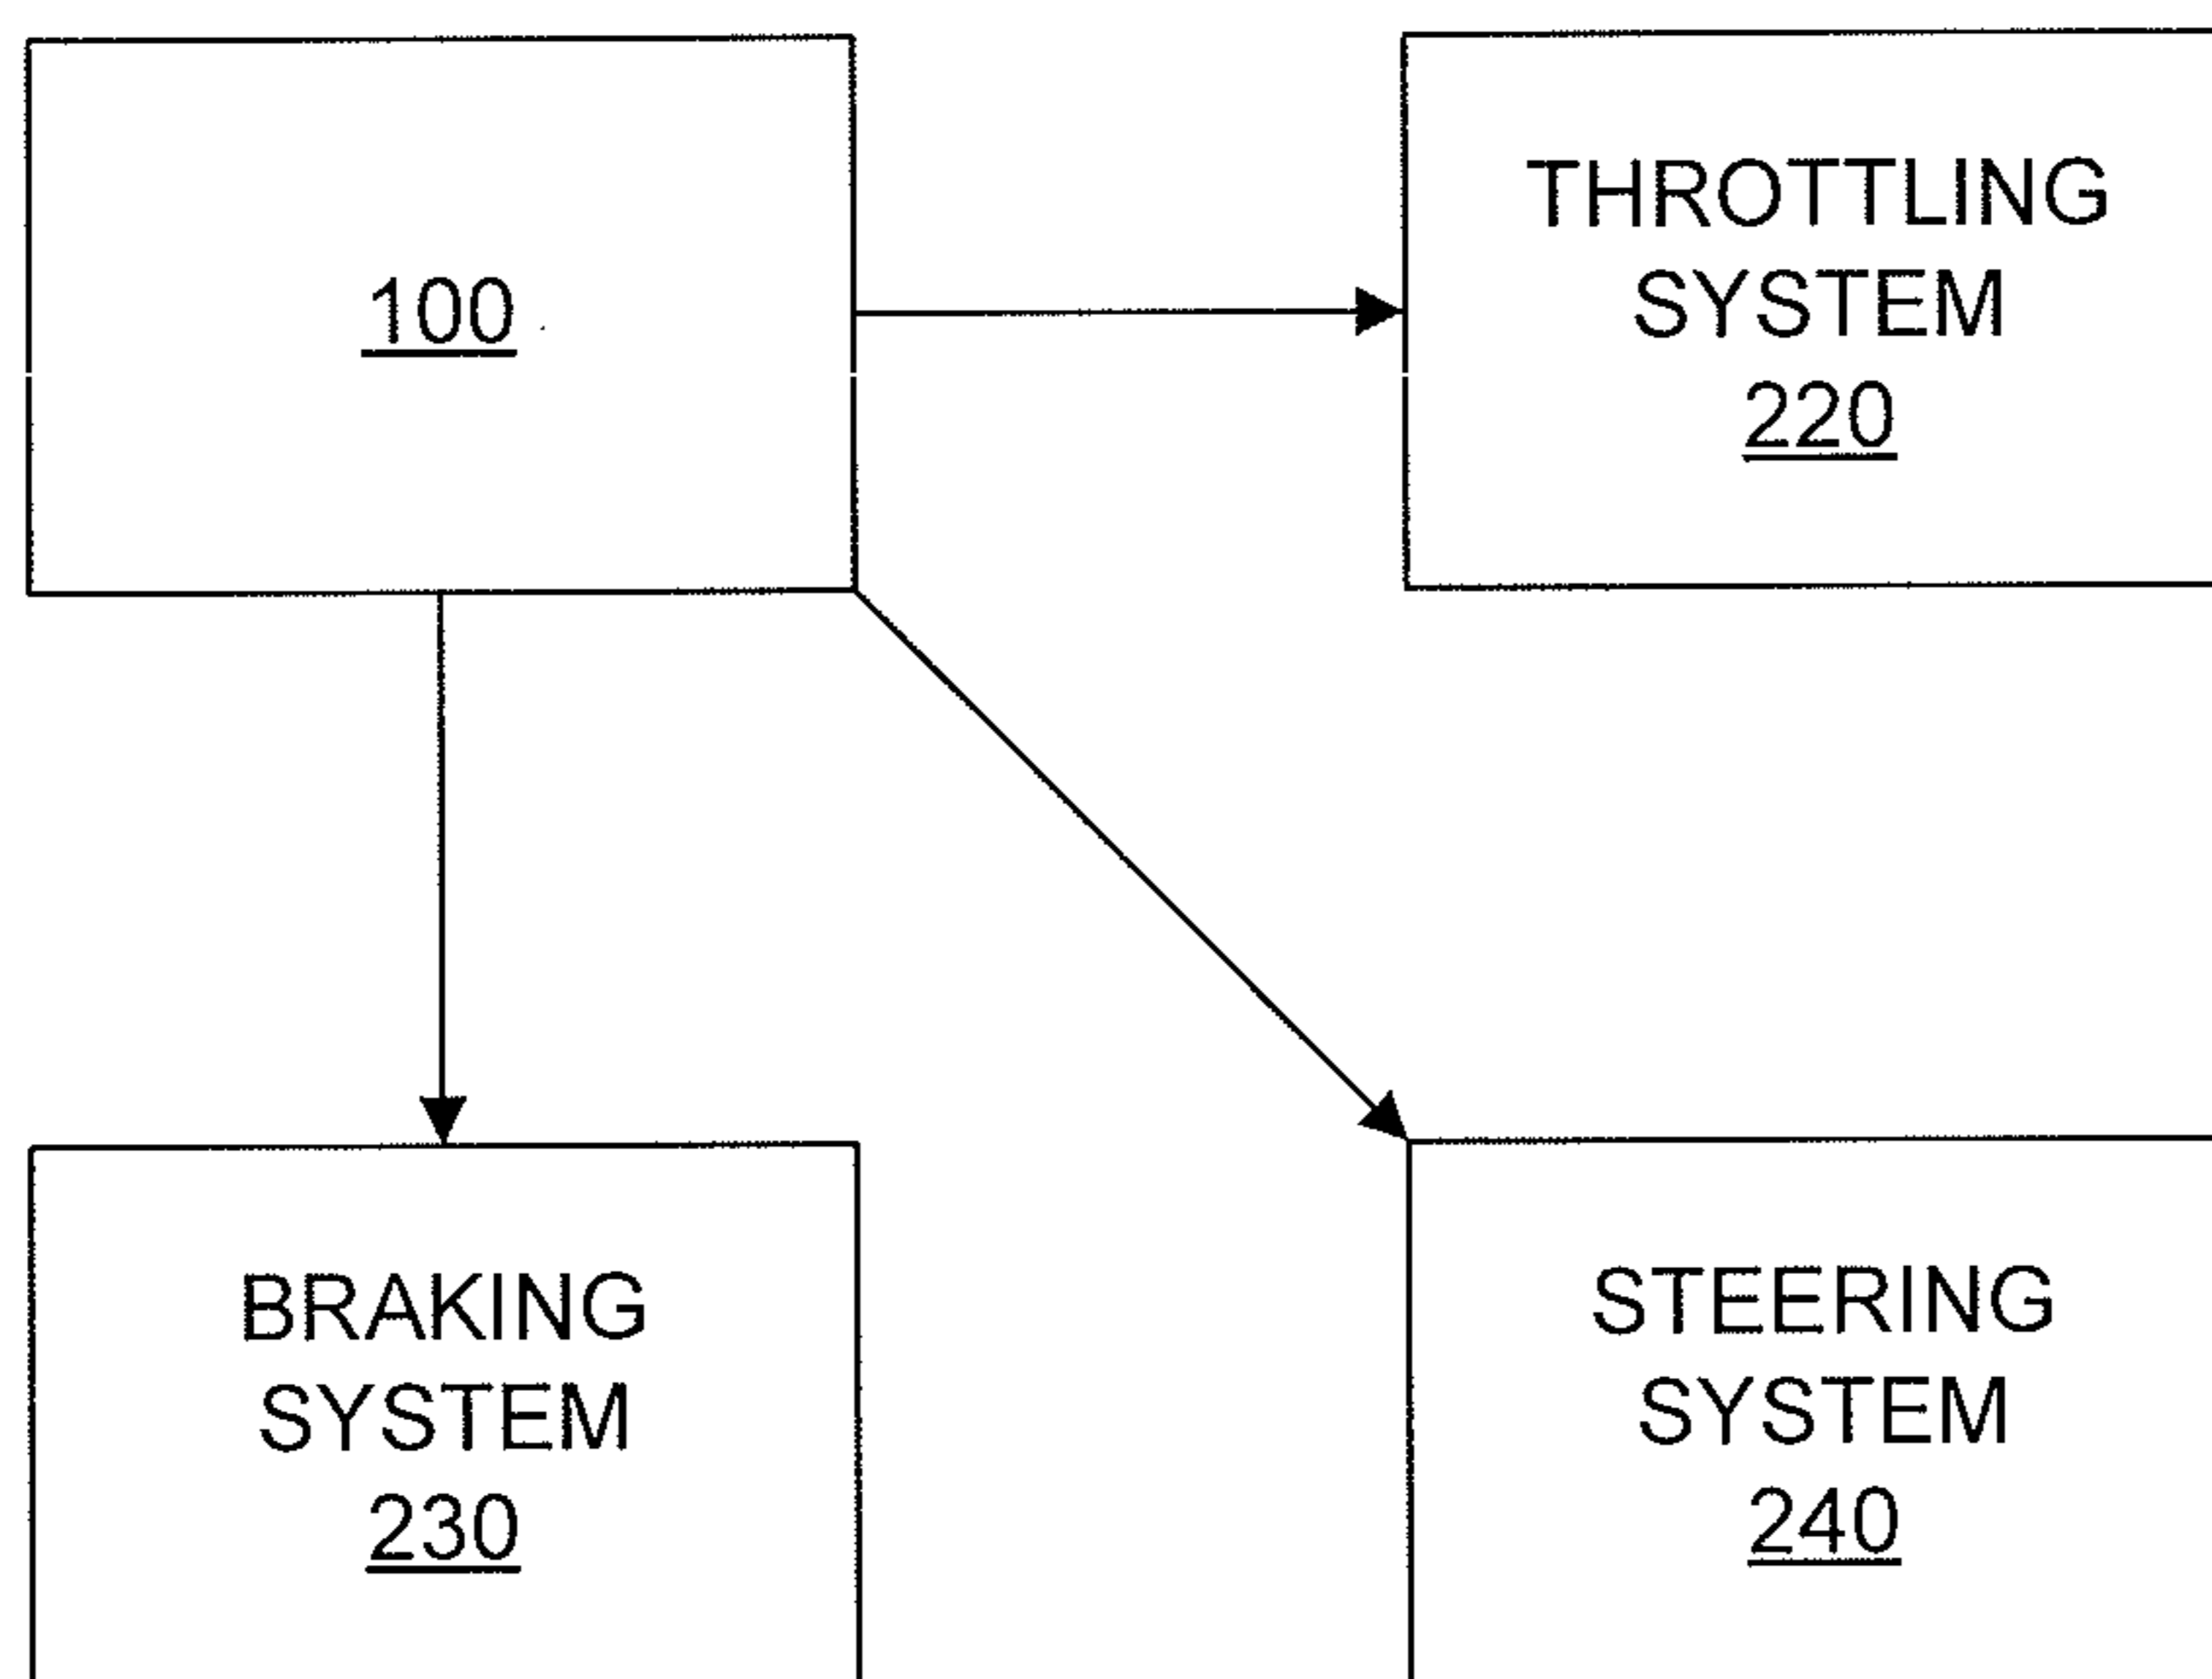 100
THROTTLING
SYSTEM
220
BRAKING
SYSTEM
230
STEERING
SYSTEM
240